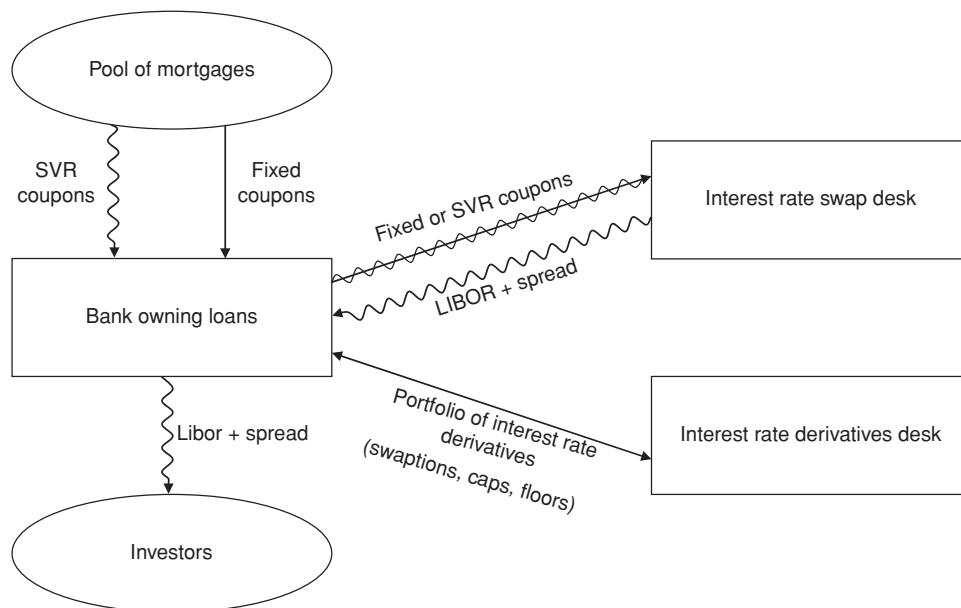 Pool of mortgages
SVR
coupons
Fixed
coupons
Fixed or SVR coupons
Interest rate swap desk
LIBOR + spread
Bank owning loans
Portfolio of interest rate
derivatives
(swaptions, caps, floors)
Interest rate derivatives desk
Libor + spread
Investors